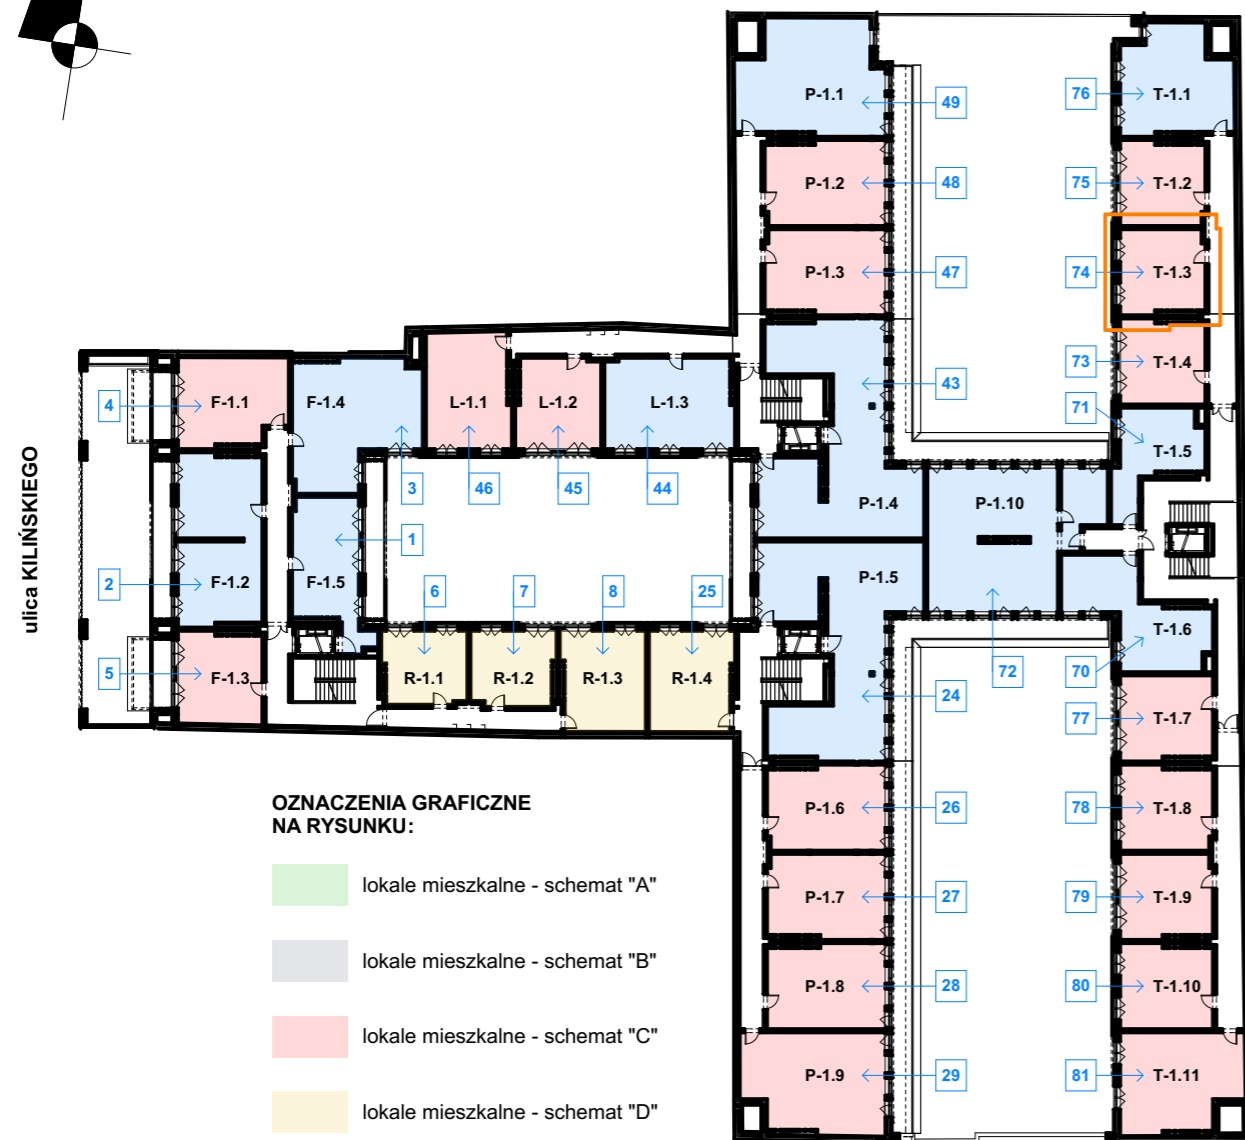 P-1.1
49
76
T-1.1
P-1.2
48
75
T-1.2
P-1.3
47
74
T-1.3
43
73
T-1.4
4
F-1.1
F-1.4
L-1.1
L-1.2
L-1.3
71
T-1.5
ulica KILIŃSKIEGO
3
46
45
44
P-1.4
P-1.10
1
2
F-1.2
F-1.5
6
7
8
25
P-1.5
T-1.6
5
F-1.3
R-1.1
R-1.2
R-1.3
R-1.4
24
72
70
77
T-1.7
OZNACZENIA GRAFICZNE
NA RYSUNKU:
P-1.6
26
78
T-1.8
lokale mieszkalne - schemat "A"
P-1.7
27
79
T-1.9
lokale mieszkalne - schemat "B"
P-1.8
28
80
T-1.10
lokale mieszkalne - schemat "C"
P-1.9
29
81
T-1.11
lokale mieszkalne - schemat "D"